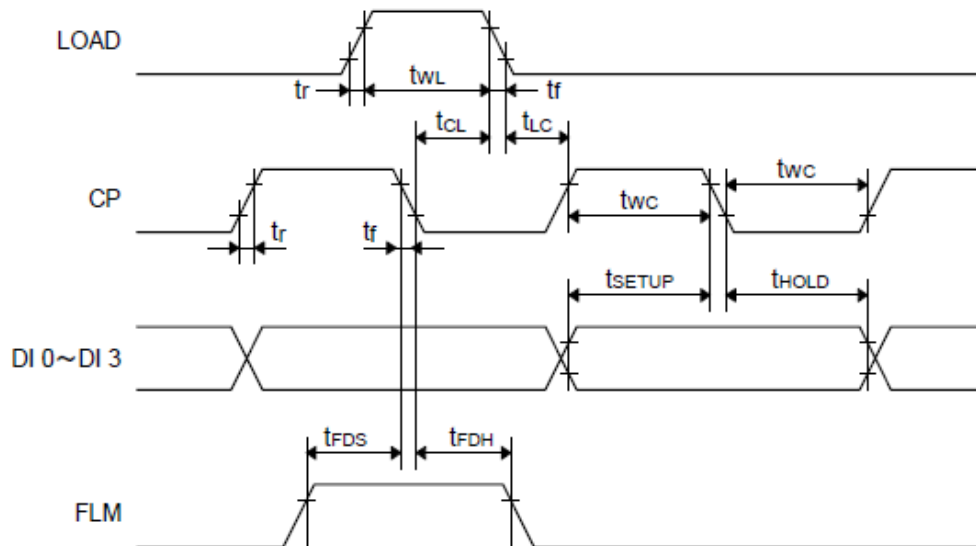 LOAD
tr tWL tf
tCL tLC
CP
tWC
tWC
tr tf
tSETUP tHOLD
DI 0～DI 3
tFDS tFDH
FLM